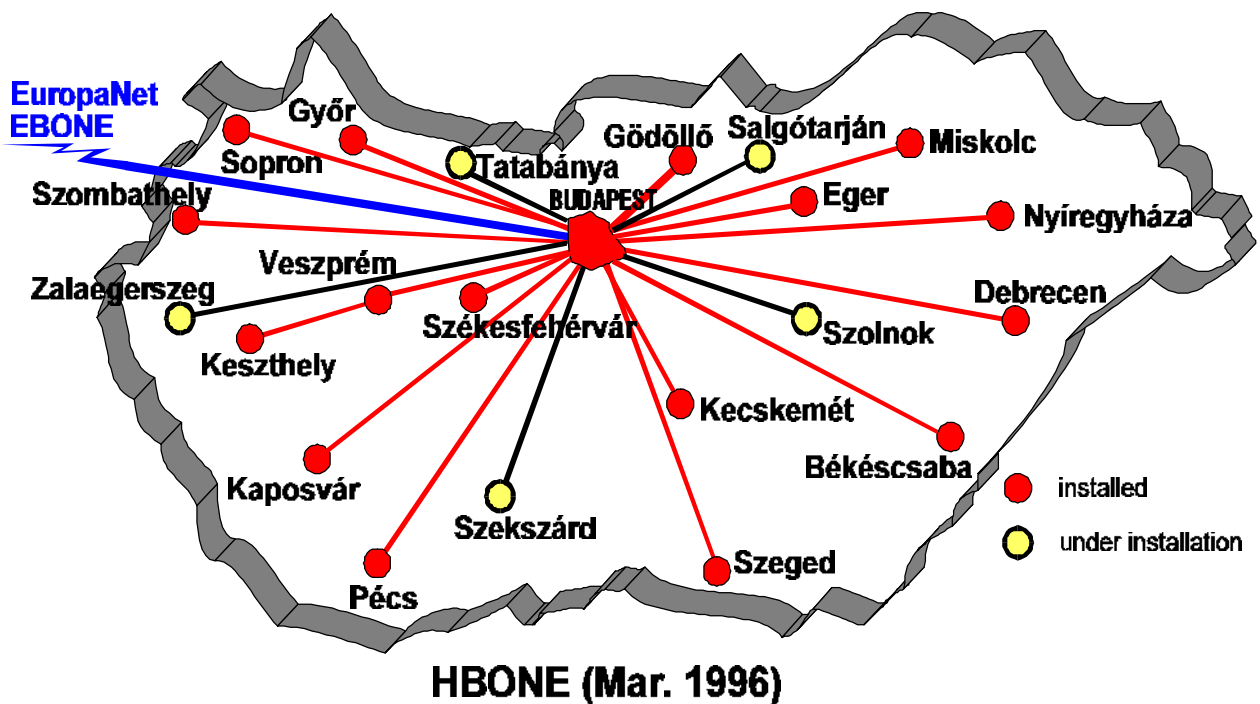 EuropaNet
EBONE
Győr
Sopron
Tatabánya
Gödöllő
Salgótarján
Miskolc
Szombathely
BUDAPEST
Eger
Nyíregyháza
Veszprém
Zalaegerszeg
Székesfehérvár
Debrecen
Szolnok
Keszthely
Kecskemét
Békéscsaba
Kaposvár
installed
Szekszárd
under installation
Szeged
Pécs
HBONE (Mar. 1996)